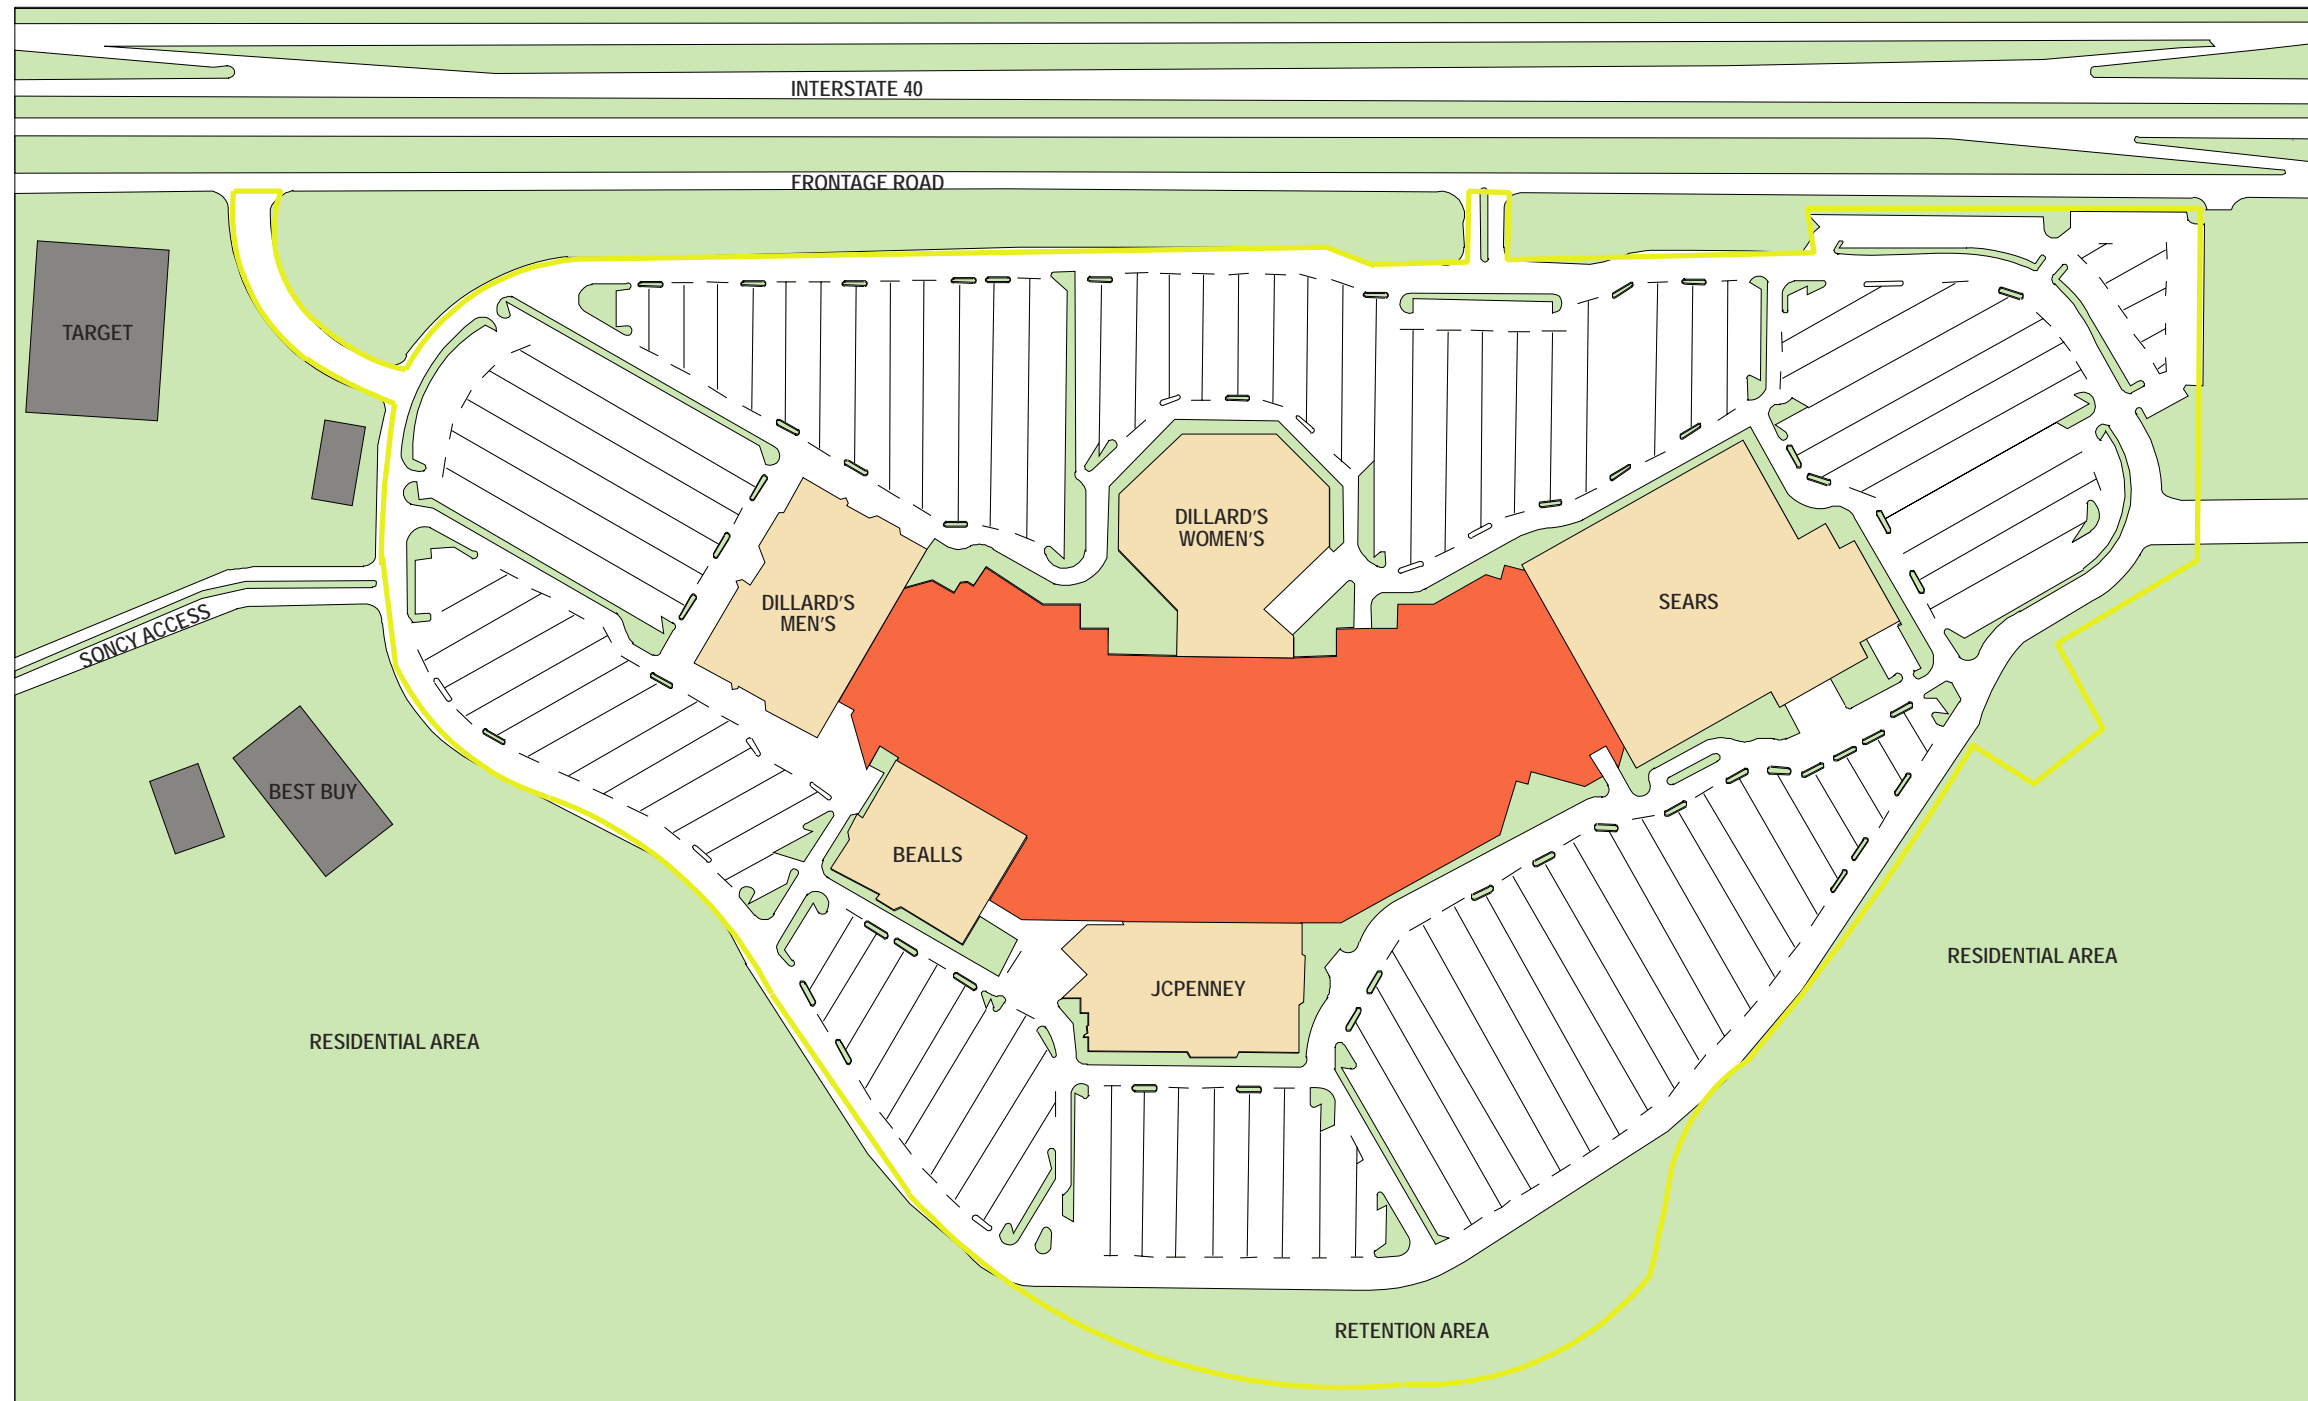 INTERSTATE 40
FRONTAGE ROAD
TARGET
DILLARD'S
WOMEN'S
DILLARD'S
MEN'S
SEARS
SONCY ACCESS
BEST BUY
BEALLS
JCPENNEY
RESIDENTIAL AREA
RESIDENTIAL AREA
RETENTION AREA